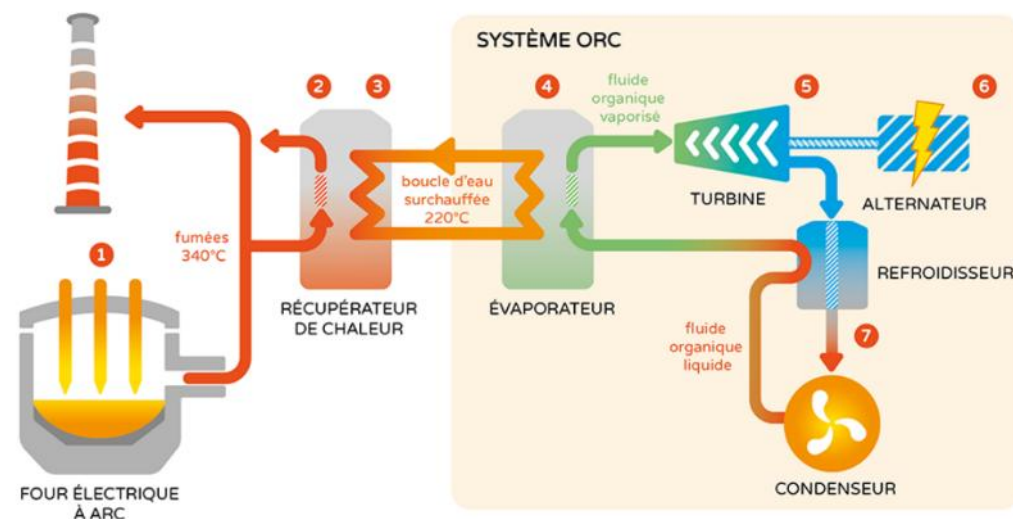 SYSTÈME ORC
1
2
3
4
5
6
7
fluide
organique
vaporisé
boucle d'eau
surchauffée
220°C
fumées
340°C
TURBINE
ALTERNATEUR
REFROIDISSEUR
RÉCUPÉRATEUR
DE CHALEUR
ÉVAPORATEUR
fluide
organique
liquide
FOUR ÉLECTRIQUE
À ARC
CONDENSEUR